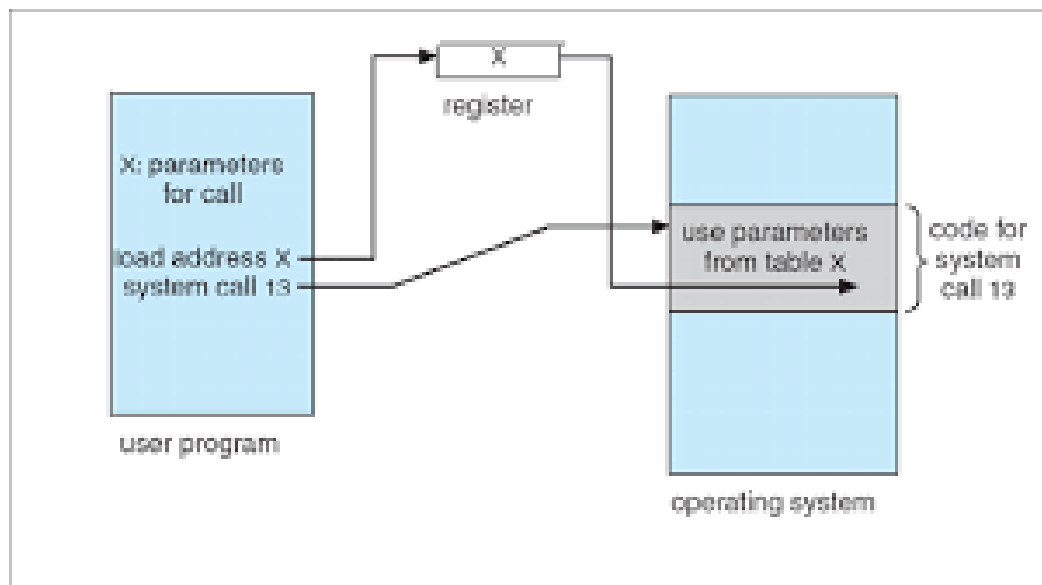 X
register
X: parameters
for call
load address X
system call 13
user program
use parameters
from table X
code for
system
call 13
operating system